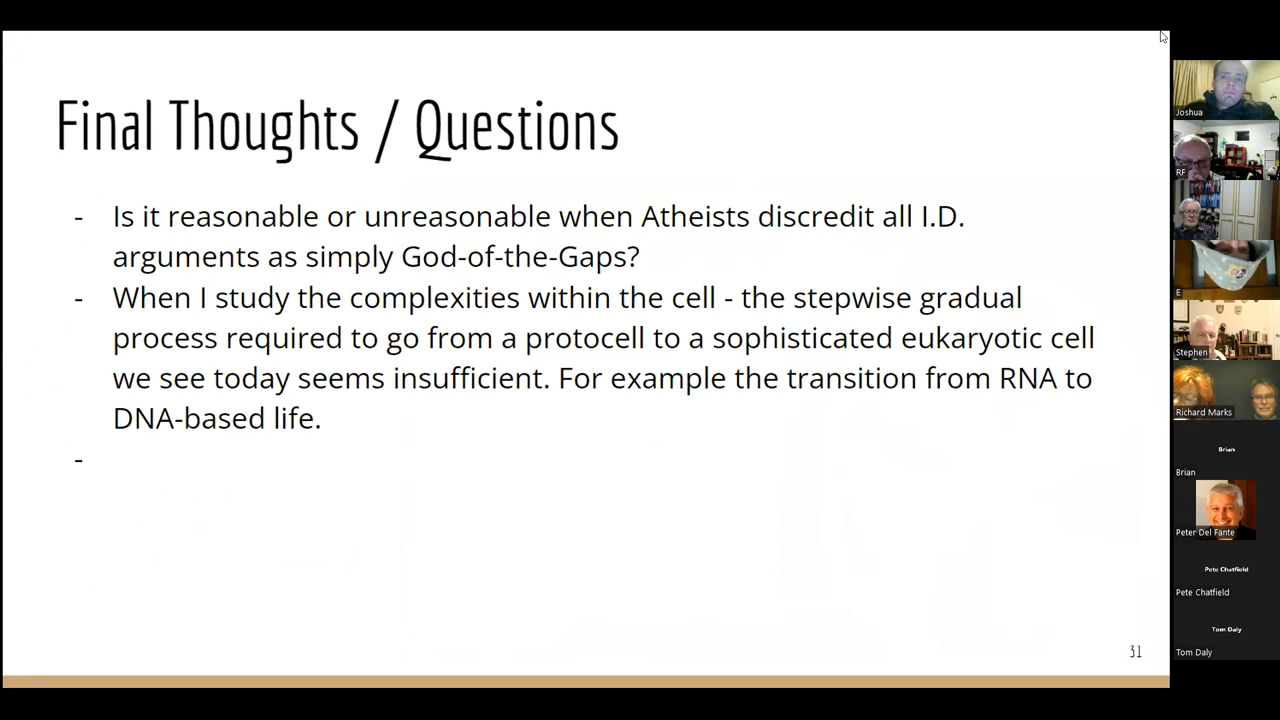 Final Thoughts / Questions
- Is it reasonable or unreasonable when Atheists discredit all I.D.
arguments as simply God-of-the-Gaps?
- When I study the complexities within the cell - the stepwise gradual
process required to go from a protocell to a sophisticated eukaryotic cell
we see today seems insufficient. For example the transition from RNA to
DNA-based life.
-
31
Joshua
RF
E
Stephen
Richard Marks
Brian
Brian
Peter Del Fante
Pete Chatfield
Pete Chatfield
Tom Daly
Tom Daly